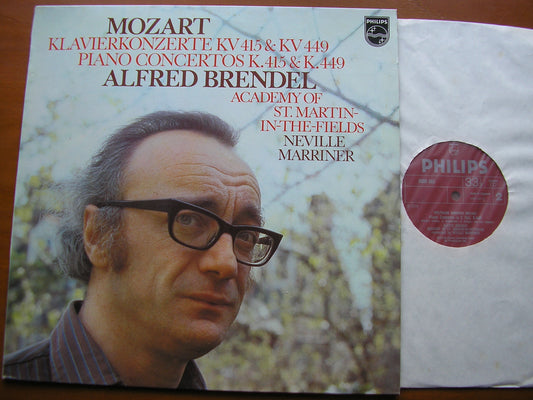 MOZART
PHILIPS
KLAVIERKONZERTE KV 415 & KV 449
PIANO CONCERTOS K. 415 & K. 449
ALFRED BRENDEL
ACADEMY OF
ST. MARTIN-
IN-THE-FIELDS
NEVILLE
MARRINER
PHILIPS
33
2